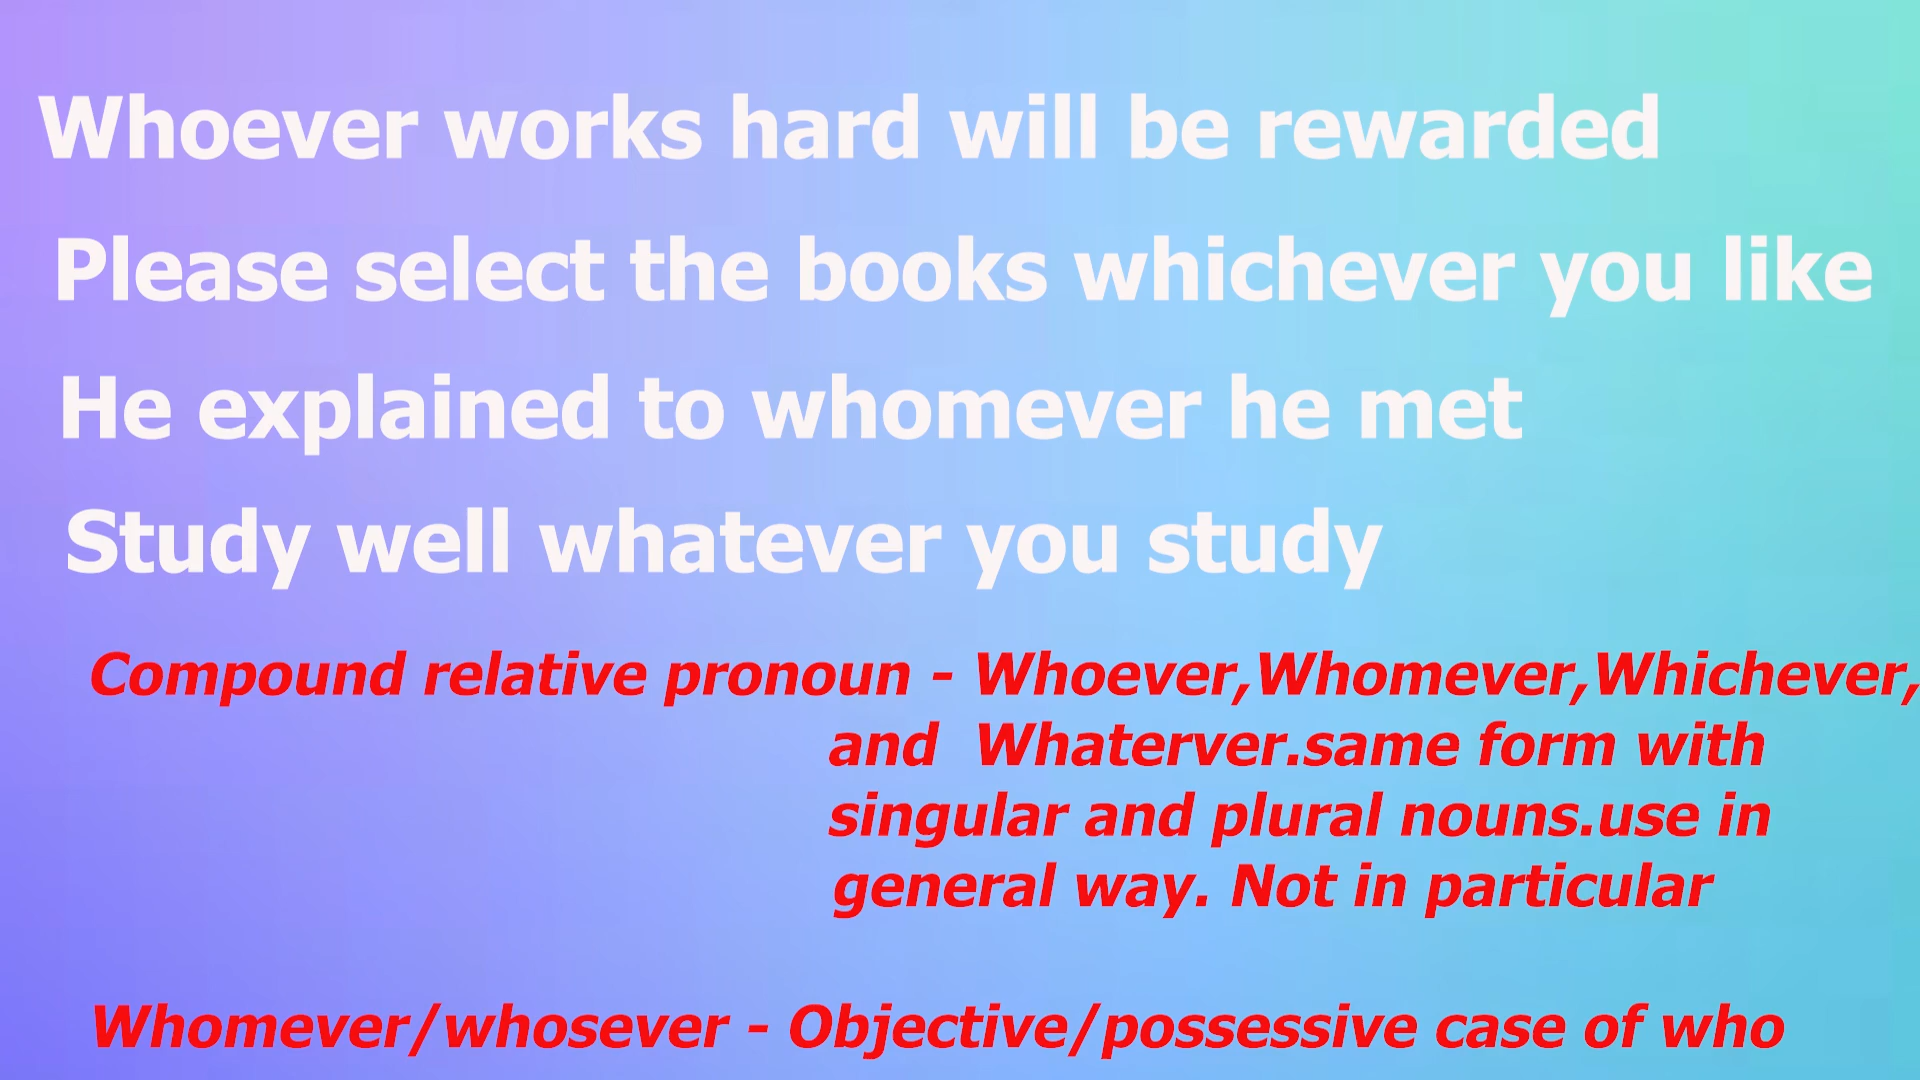 Whoever works hard will be rewarded
Please select the books whichever you like
He explained to whomever he met
Study well whatever you study
Compound relative pronoun - Whoever,Whomever,Whichever,
and Whaterver.same form with
singular and plural nouns.use in
general way. Not in particular
Whomever/whosever - Objective/possessive case of who